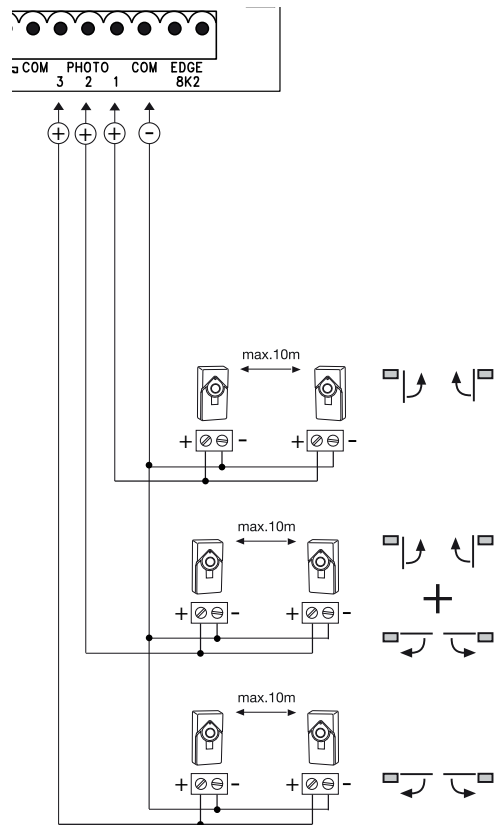 COM PHOTO COM EDGE
3 2 1 8K2
+ + + -
max.10m
+ - + -
max.10m
+ - + -
+
max.10m
+ - + -